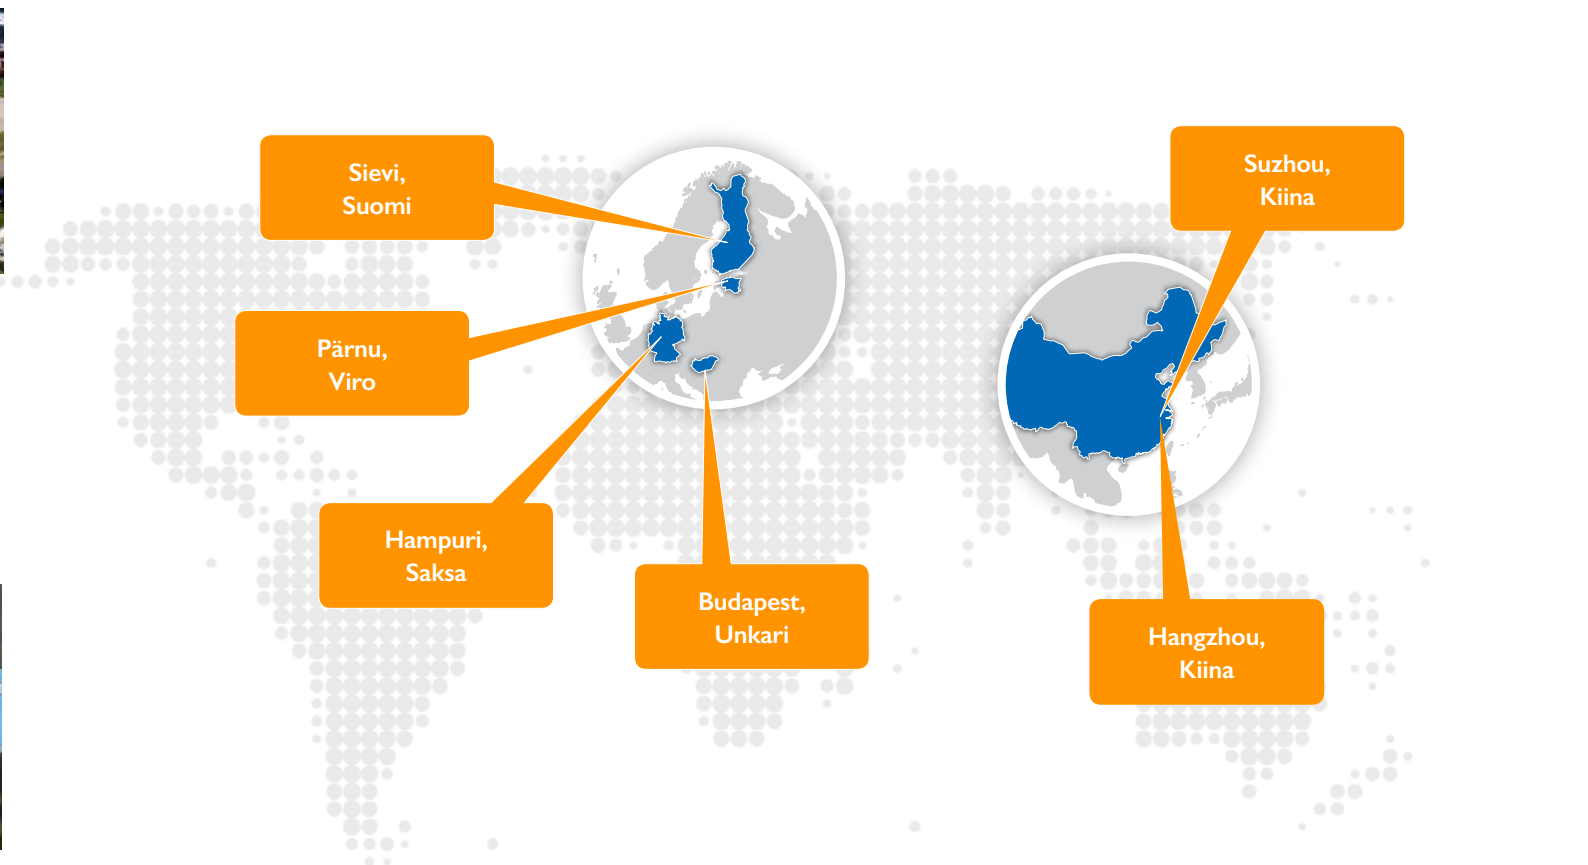 Sievi,
Suomi
Suzhou,
Kiina
Pärnu,
Viro
Hampuri,
Saksa
Budapest,
Unkari
Hangzhou,
Kiina